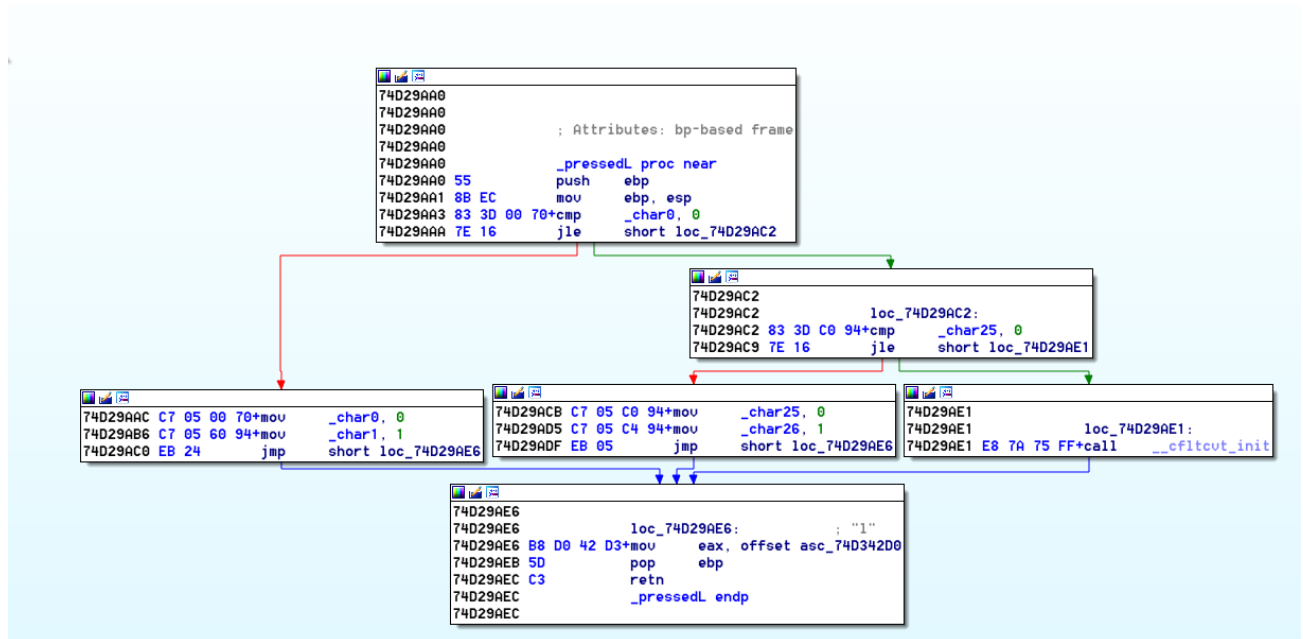 74D29AA0
74D29AA0
74D29AA0 ; Attributes: bp-based frame
74D29AA0
74D29AA0 _pressedL proc near
74D29AA0 55 push ebp
74D29AA1 8B EC mov ebp, esp
74D29AA3 83 3D 00 70+cmp _char0, 0
74D29AAA 7E 16 jle short loc_74D29AC2
74D29AC2
74D29AC2 loc_74D29AC2:
74D29AC2 83 3D C0 94+cmp _char25, 0
74D29AC9 7E 16 jle short loc_74D29AE1
74D29AAC C7 05 00 70+mov _char0, 0
74D29AB6 C7 05 60 94+mov _char1, 1
74D29AC0 EB 24 jmp short loc_74D29AE6
74D29ACB C7 05 C0 94+mov _char25, 0
74D29AD5 C7 05 C4 94+mov _char26, 1
74D29ADF EB 05 jmp short loc_74D29AE6
74D29AE1
74D29AE1 loc_74D29AE1:
74D29AE1 E8 7A 75 FF+call __cfltcvt_init
74D29AE6
74D29AE6 loc_74D29AE6: ; "l"
74D29AE6 B8 D0 42 D3+mov eax, offset asc_74D342D0
74D29AEB 5D pop ebp
74D29AEC C3 retn
74D29AEC _pressedL endp
74D29AEC